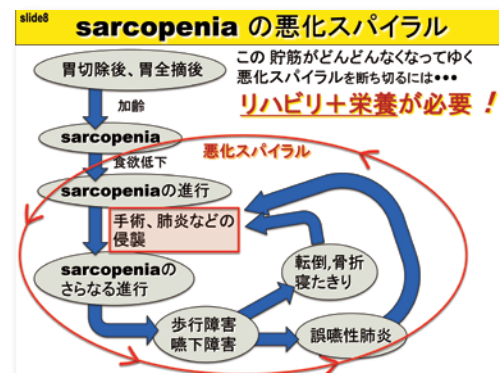 slide8
sarcopenia の悪化スパイラル
胃切除後、胃全摘後
この 貯筋がどんどんなくなってゆく
悪化スパイラルを断ち切るには・・・
リハビリ＋栄養が必要！
加齢
sarcopenia
食欲低下
悪化スパイラル
sarcopeniaの進行
手術、肺炎などの
侵襲
sarcopeniaの
さらなる進行
転倒,骨折
寝たきり
歩行障害
嚥下障害
誤嚥性肺炎